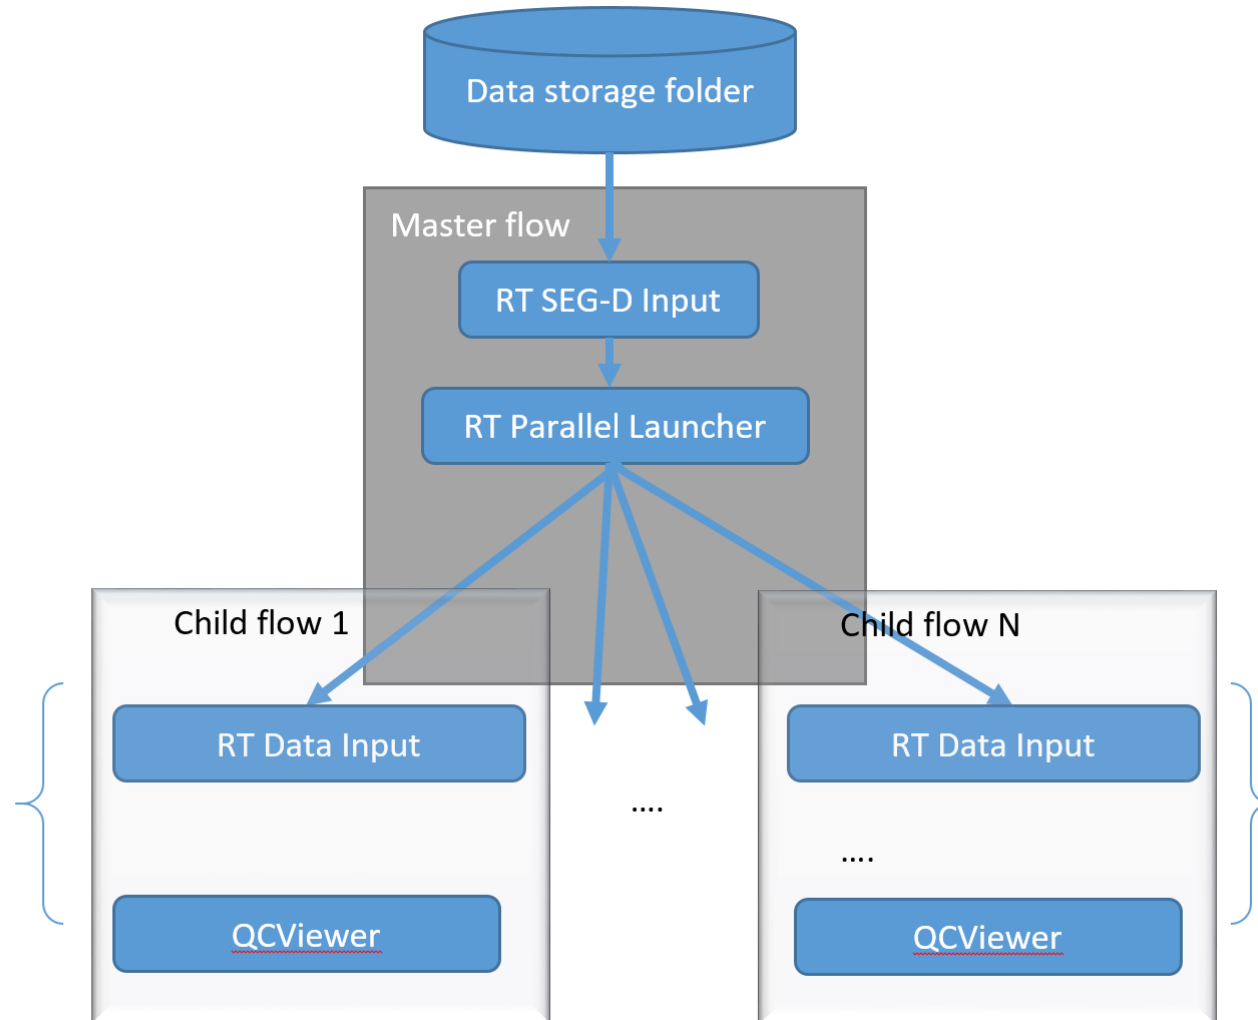 Data storage folder
Master flow
RT SEG-D Input
RT Parallel Launcher
Child flow 1
Child flow N
RT Data Input
RT Data Input
....
....
QCViewer
QCViewer